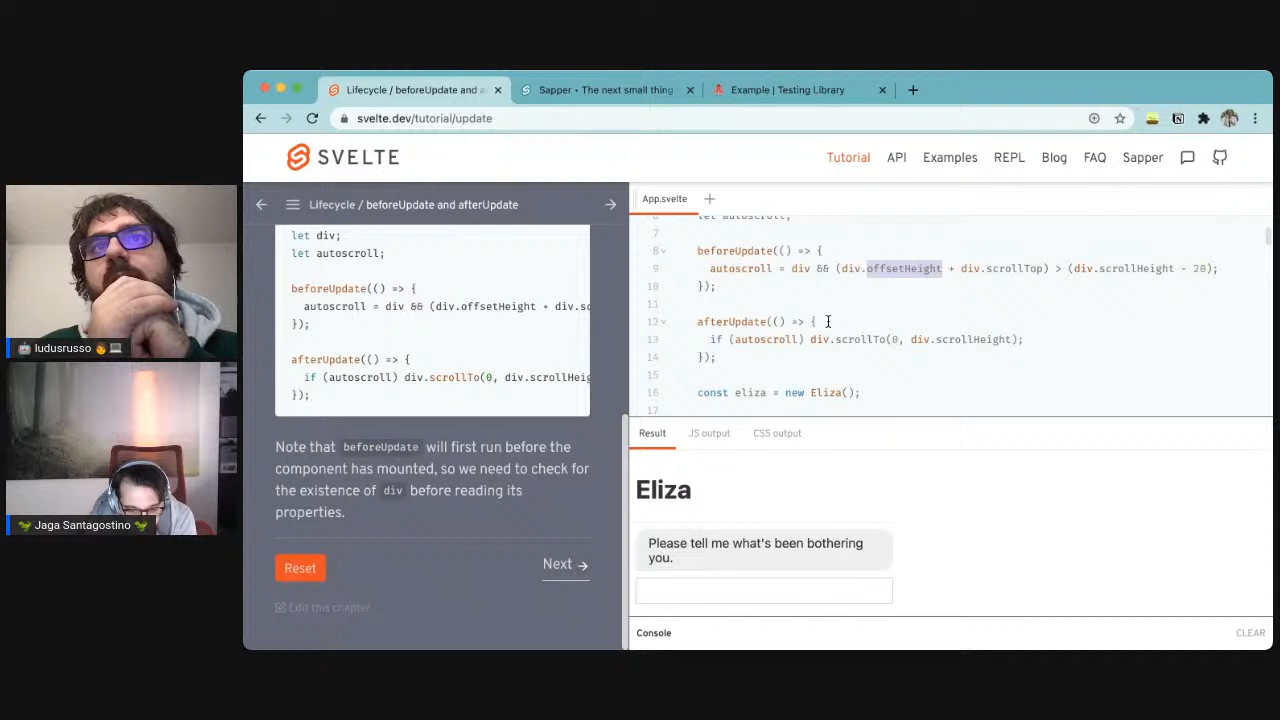 Lifecycle / beforeUpdate and a
Sapper • The next small thing
Example | Testing Library
svelte.dev/tutorial/update
SVELTE
Tutorial
API
Examples
REPL
Blog
FAQ
Sapper
Lifecycle / beforeUpdate and afterUpdate
let div;
let autoscroll;
beforeUpdate(() => {
autoscroll = div && (div.offsetHeight + div.sc
});
afterUpdate(() => {
if (autoscroll) div.scrollTo(0, div.scrollHeig
});
Note that beforeUpdate will first run before the
component has mounted, so we need to check for
the existence of div before reading its
properties.
Reset
Next
Edit this chapter
App.svelte
6 let autoscroll;
7
8 beforeUpdate(() => {
9 autoscroll = div && (div.offsetHeight + div.scrollTop) > (div.scrollHeight - 20);
10 });
11
12 afterUpdate(() => {
13 if (autoscroll) div.scrollTo(0, div.scrollHeight);
14 });
15
16 const eliza = new Eliza();
17
Result
JS output
CSS output
Eliza
Please tell me what's been bothering
you.
Console
CLEAR
ludusrusso
Jaga Santagostino